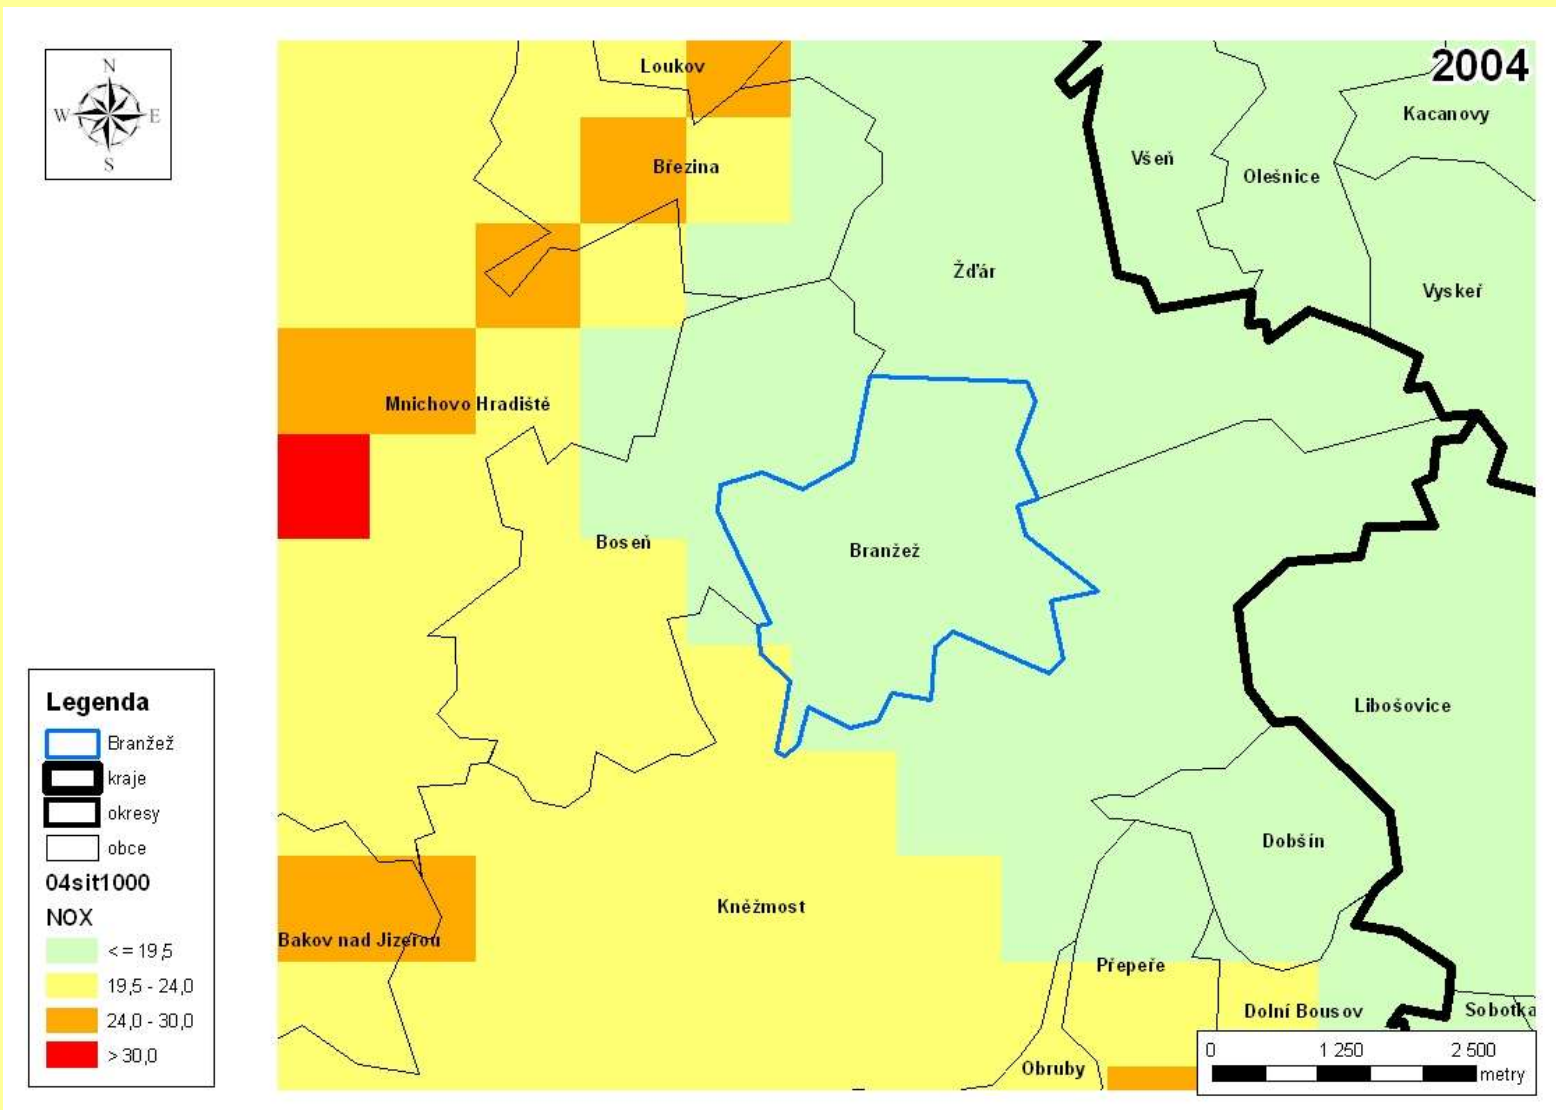 N
W E
S
2004
Loukov
Kacanovy
Březina
Všeň
Olešnice
Žďár
Vyskeř
Mnichovo Hradiště
Boseň
Branžež
Libošovice
Dobšín
Kněžmost
Bakov nad Jizerou
Přepeře
Dolní Bousov
Sobotka
Obruby
Legenda
Branžež
kraje
okresy
obce
04sit1000
NOX
<= 19,5
19,5 - 24,0
24,0 - 30,0
> 30,0
0 1 250 2 500
metry